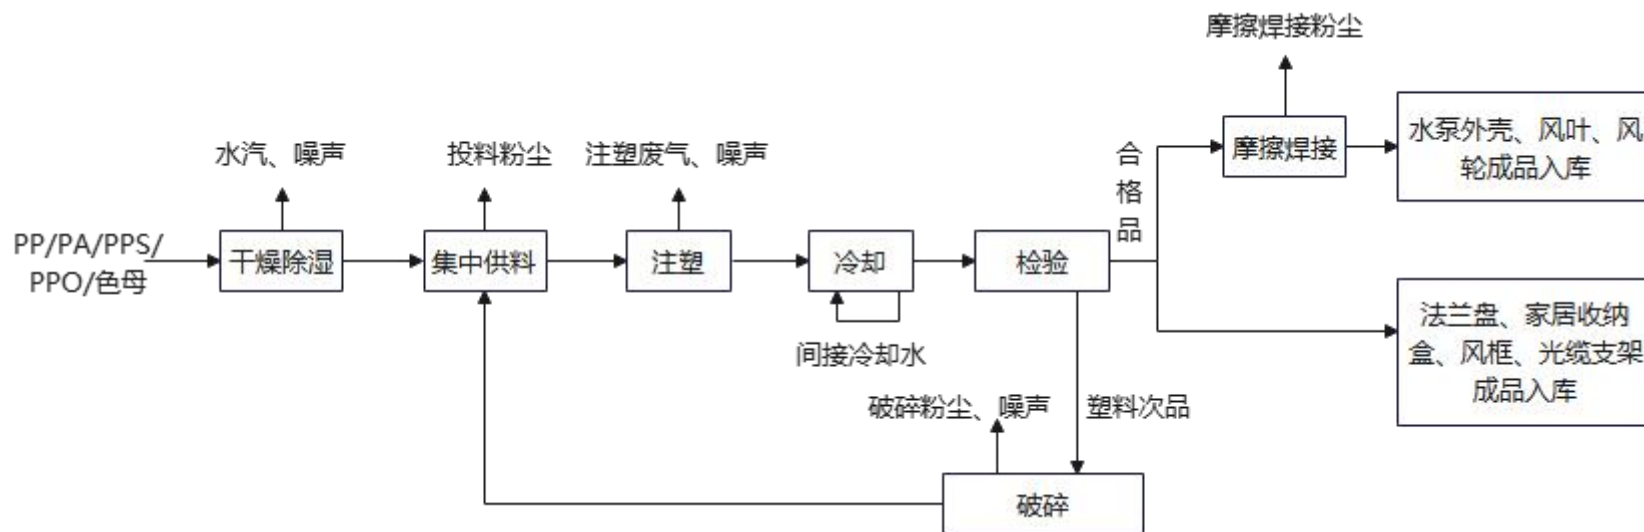 摩擦焊接粉尘
水汽、噪声
投料粉尘
注塑废气、噪声
合
格
品
摩擦焊接
水泵外壳、风叶、风
轮成品入库
PP/PA/PPS/
PPO/色母
干燥除湿
集中供料
注塑
冷却
检验
间接冷却水
法兰盘、家居收纳
盒、风框、光缆支架
成品入库
破碎粉尘、噪声
塑料次品
破碎